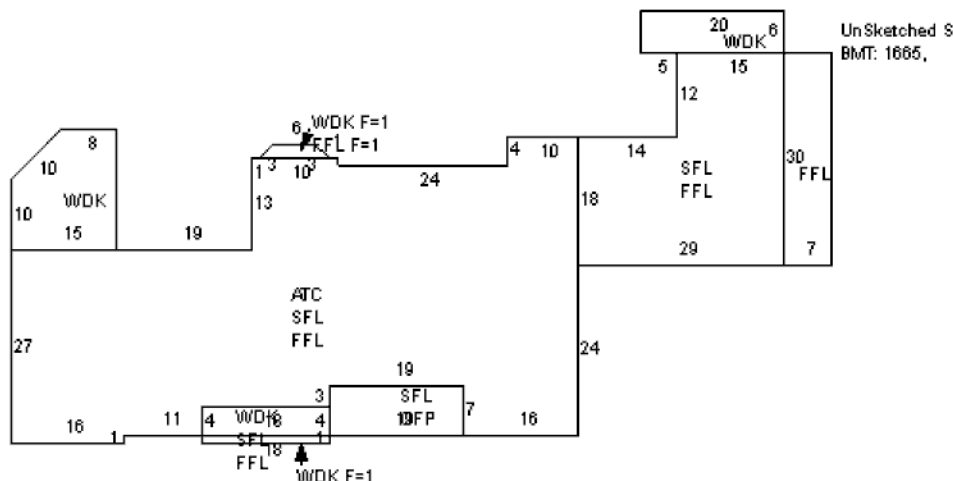 20
6
WDK
UnSketched S
BMT: 1665,
5
15
12
8
6
WDK F=1
FFL F=1
4
10
14
10
1
3
10
3
24
SFL
FFL
30
FFL
WDK
13
18
10
15
19
29
7
ATC
SFL
FFL
27
24
19
3
SFL
OFP
7
16
11
4
WDK
18
4
16
1
SFL
18
1
FFL
WDK F=1